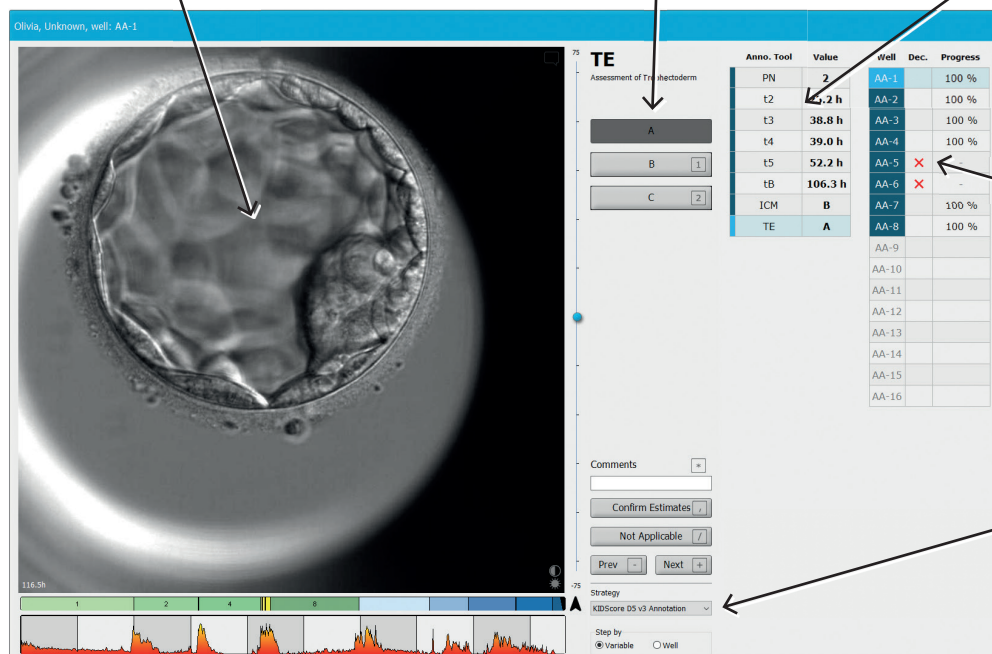 Olivia, Unknown, well: AA-1
75
TE
Assessment of Trophectoderm
A
B 1
C 2
Comments *
Confirm Estimates ,
Not Applicable /
Prev - Next +
-75
Strategy
KIDScore D5 v3 Annotation
Step by
Variable Well
Anno. Tool Value
PN 2
t2 .2 h
t3 38.8 h
t4 39.0 h
t5 52.2 h
tB 106.3 h
ICM B
TE A
Well Dec. Progress
AA-1 100 %
AA-2 100 %
AA-3 100 %
AA-4 100 %
AA-5 ✕ -
AA-6 ✕ -
AA-7 100 %
AA-8 100 %
AA-9
AA-10
AA-11
AA-12
AA-13
AA-14
AA-15
AA-16
116.5h
1 2 4 8